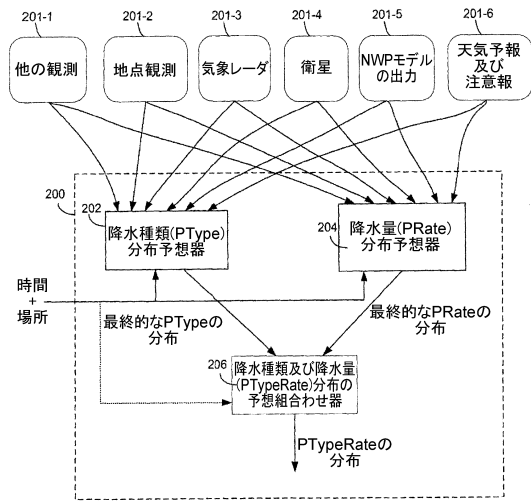 201-1
201-2
201-3
201-4
201-5
201-6
他の観測
地点観測
気象レーダ
衛星
NWPモデル
の出力
天気予報
及び
注意報
200
202
降水種類(PType)
分布予想器
204
降水量(PRate)
分布予想器
時間
+
場所
最終的なPTypeの
分布
最終的なPRateの
分布
206
降水種類及び降水量
(PTypeRate)分布の
予想組合わせ器
PTypeRateの
分布